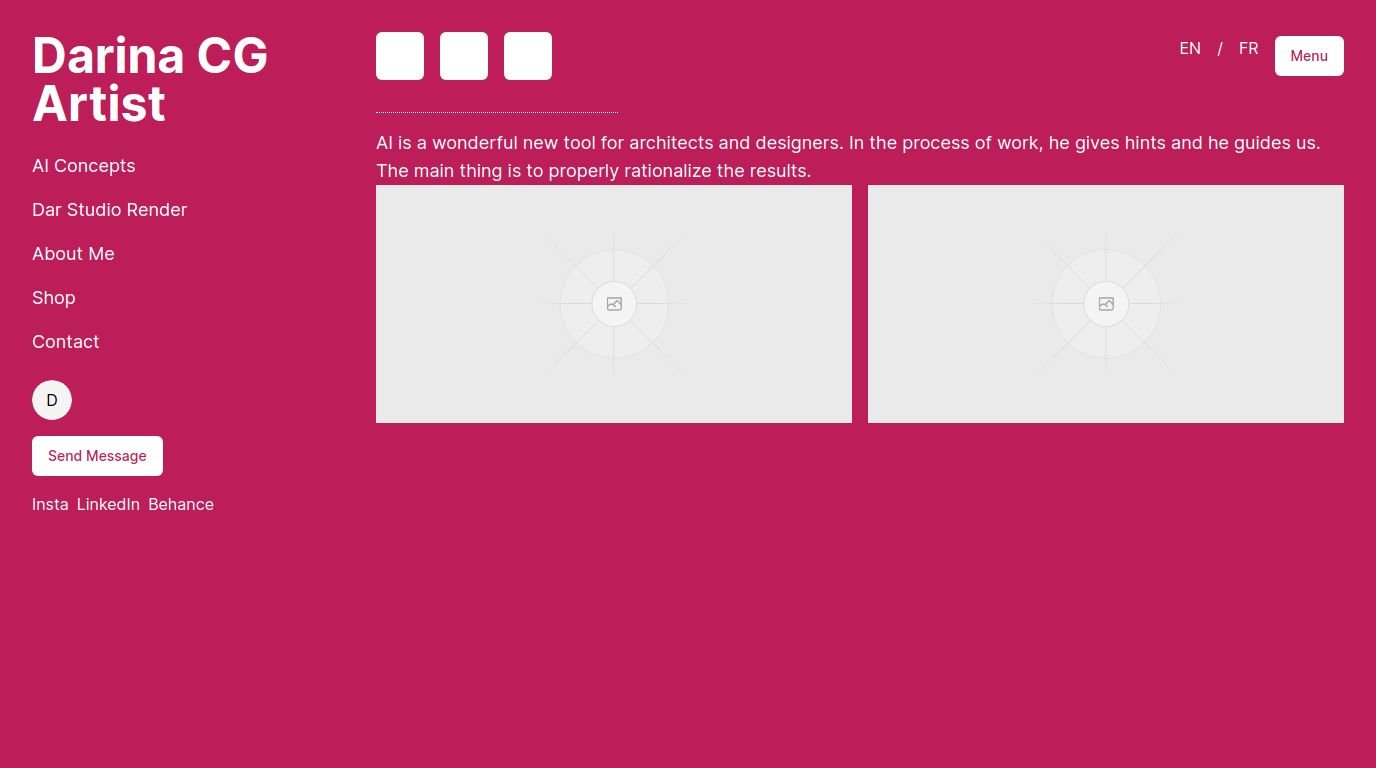 Darina CG
Artist
AI Concepts
Dar Studio Render
About Me
Shop
Contact
D
Send Message
Insta LinkedIn Behance
EN / FR
Menu
AI is a wonderful new tool for architects and designers. In the process of work, he gives hints and he guides us.
The main thing is to properly rationalize the results.